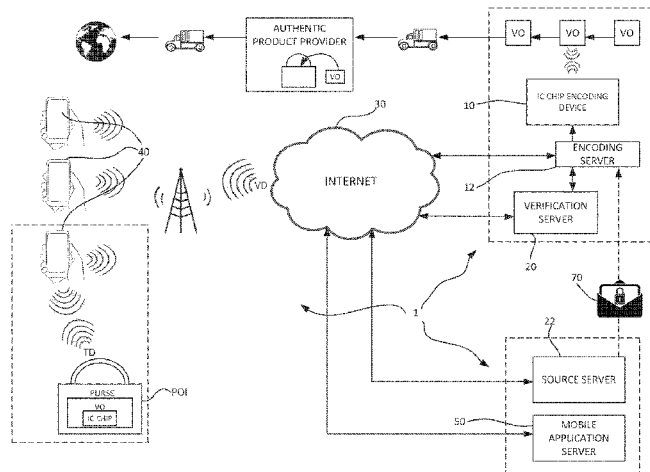 AUTHENTIC
PRODUCT PROVIDER
VO
VO
VO
VO
10
IC CHIP ENCODING
DEVICE
30
40
VD
INTERNET
ENCODING
SERVER
12
VERIFICATION
SERVER
20
70
1
22
TD
PURSE
VO
IC CHIP
POI
SOURCE SERVER
50
MOBILE
APPLICATION
SERVER